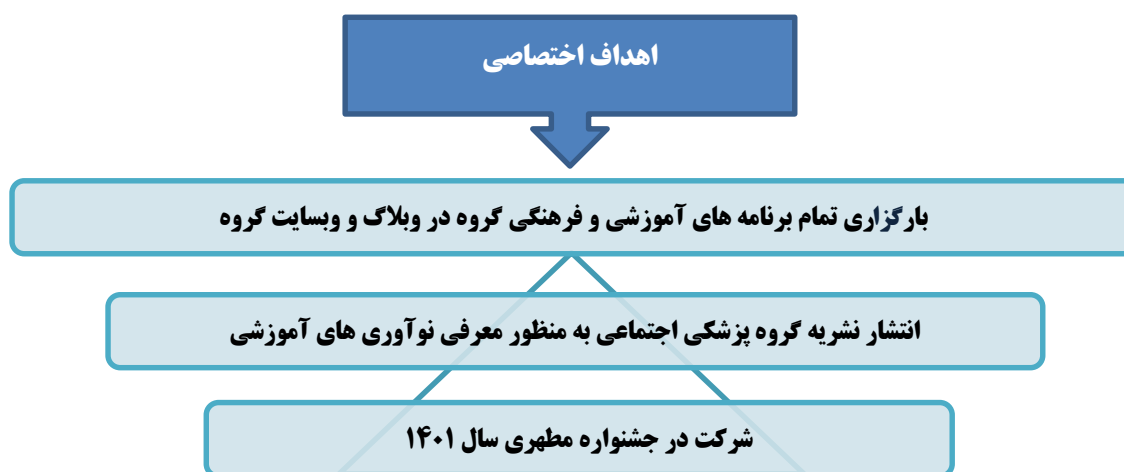 اهداف اختصاصی
بارگزاری تمام برنامه های آموزشی و فرهنگی گروه در وبلاگ و وبسایت گروه
انتشار نشریه گروه پزشکی اجتماعی به منظور معرفی نوآوری های آموزشی
شرکت در جشنواره مطهری سال ۱۴۰۱